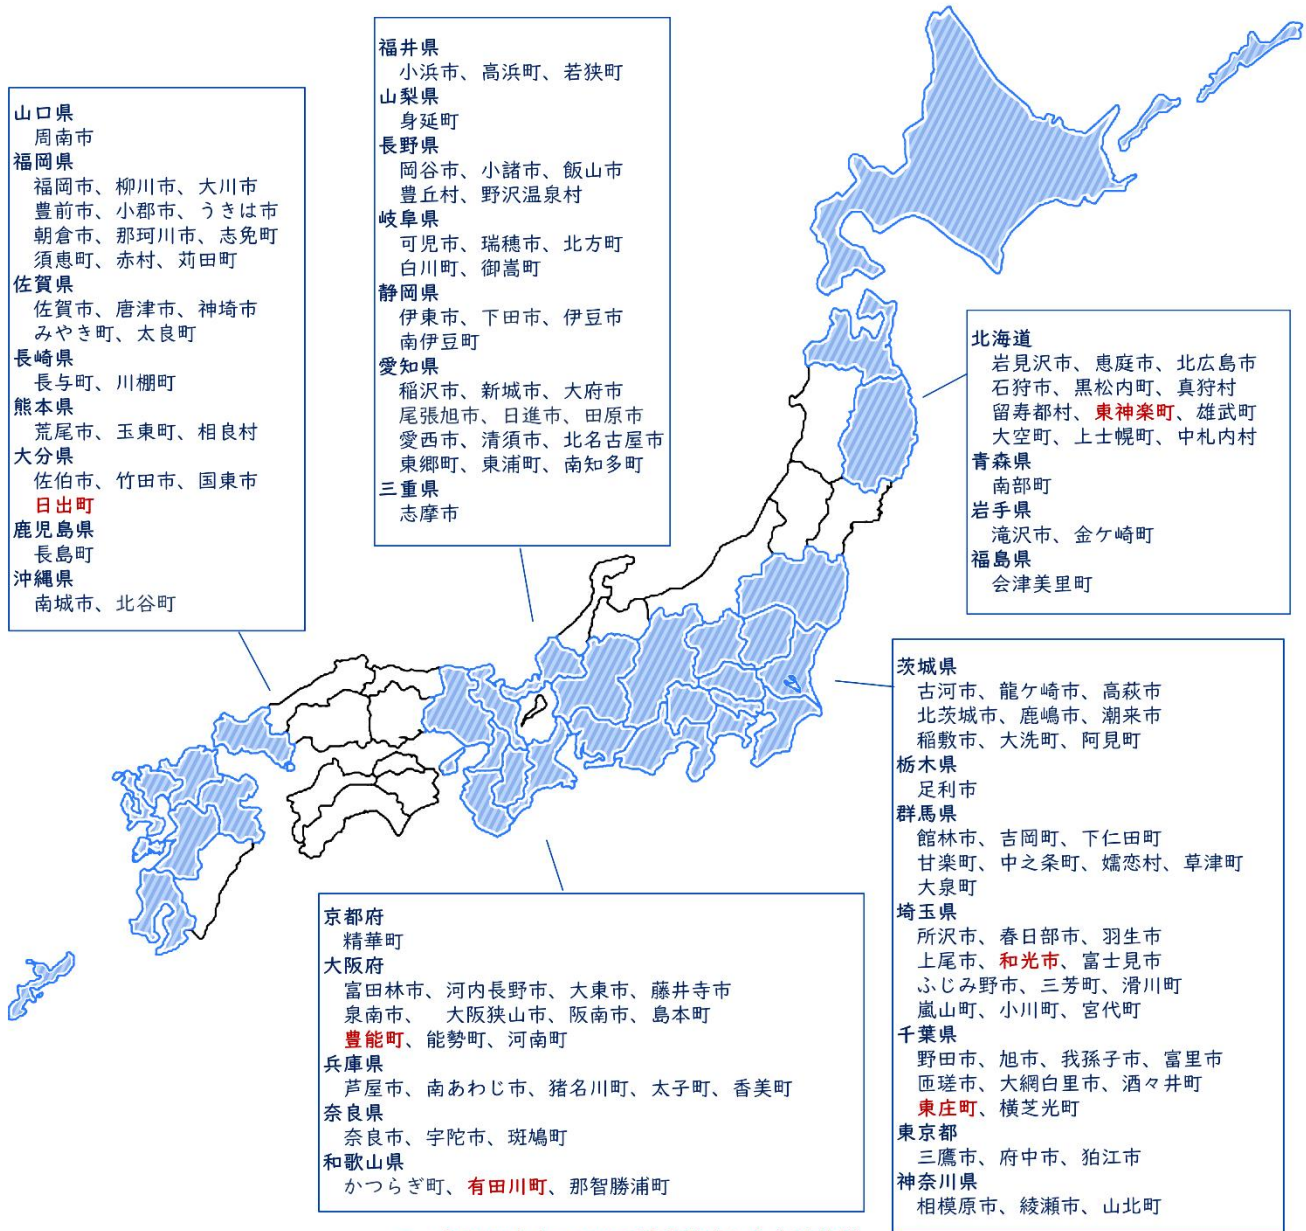 山口県
周南市
福岡県
福岡市、柳川市、大川市
豊前市、小郡市、うきは市
朝倉市、那珂川市、志免町
須恵町、赤村、苅田町
佐賀県
佐賀市、唐津市、神埼市
みやき町、太良町
長崎県
長与町、川棚町
熊本県
荒尾市、玉東町、相良村
大分県
佐伯市、竹田市、国東市
日出町
鹿児島県
長島町
沖縄県
南城市、北谷町
福井県
小浜市、高浜町、若狭町
山梨県
身延町
長野県
岡谷市、小諸市、飯山市
豊丘村、野沢温泉村
岐阜県
可児市、瑞穂市、北方町
白川町、御嵩町
静岡県
伊東市、下田市、伊豆市
南伊豆町
愛知県
稲沢市、新城市、大府市
尾張旭市、日進市、田原市
愛西市、清須市、北名古屋市
東郷町、東浦町、南知多町
三重県
志摩市
北海道
岩見沢市、恵庭市、北広島市
石狩市、黒松内町、真狩村
留寿都村、東神楽町、雄武町
大空町、上士幌町、中札内村
青森県
南部町
岩手県
滝沢市、金ケ崎町
福島県
会津美里町
茨城県
古河市、龍ケ崎市、高萩市
北茨城市、鹿嶋市、潮来市
稲敷市、大洗町、阿見町
栃木県
足利市
群馬県
館林市、吉岡町、下仁田町
甘楽町、中之条町、嬬恋村、草津町
大泉町
埼玉県
所沢市、春日部市、羽生市
上尾市、和光市、富士見市
ふじみ野市、三芳町、滑川町
嵐山町、小川町、宮代町
千葉県
野田市、旭市、我孫子市、富里市
匝瑳市、大網白里市、酒々井町
東庄町、横芝光町
東京都
三鷹市、府中市、狛江市
神奈川県
相模原市、綾瀬市、山北町
京都府
精華町
大阪府
富田林市、河内長野市、大東市、藤井寺市
泉南市、　大阪狭山市、阪南市、島本町
豊能町、能勢町、河南町
兵庫県
芦屋市、南あわじ市、猪名川町、太子町、香美町
奈良県
奈良市、宇陀市、斑鳩町
和歌山県
かつらぎ町、有田川町、那智勝浦町